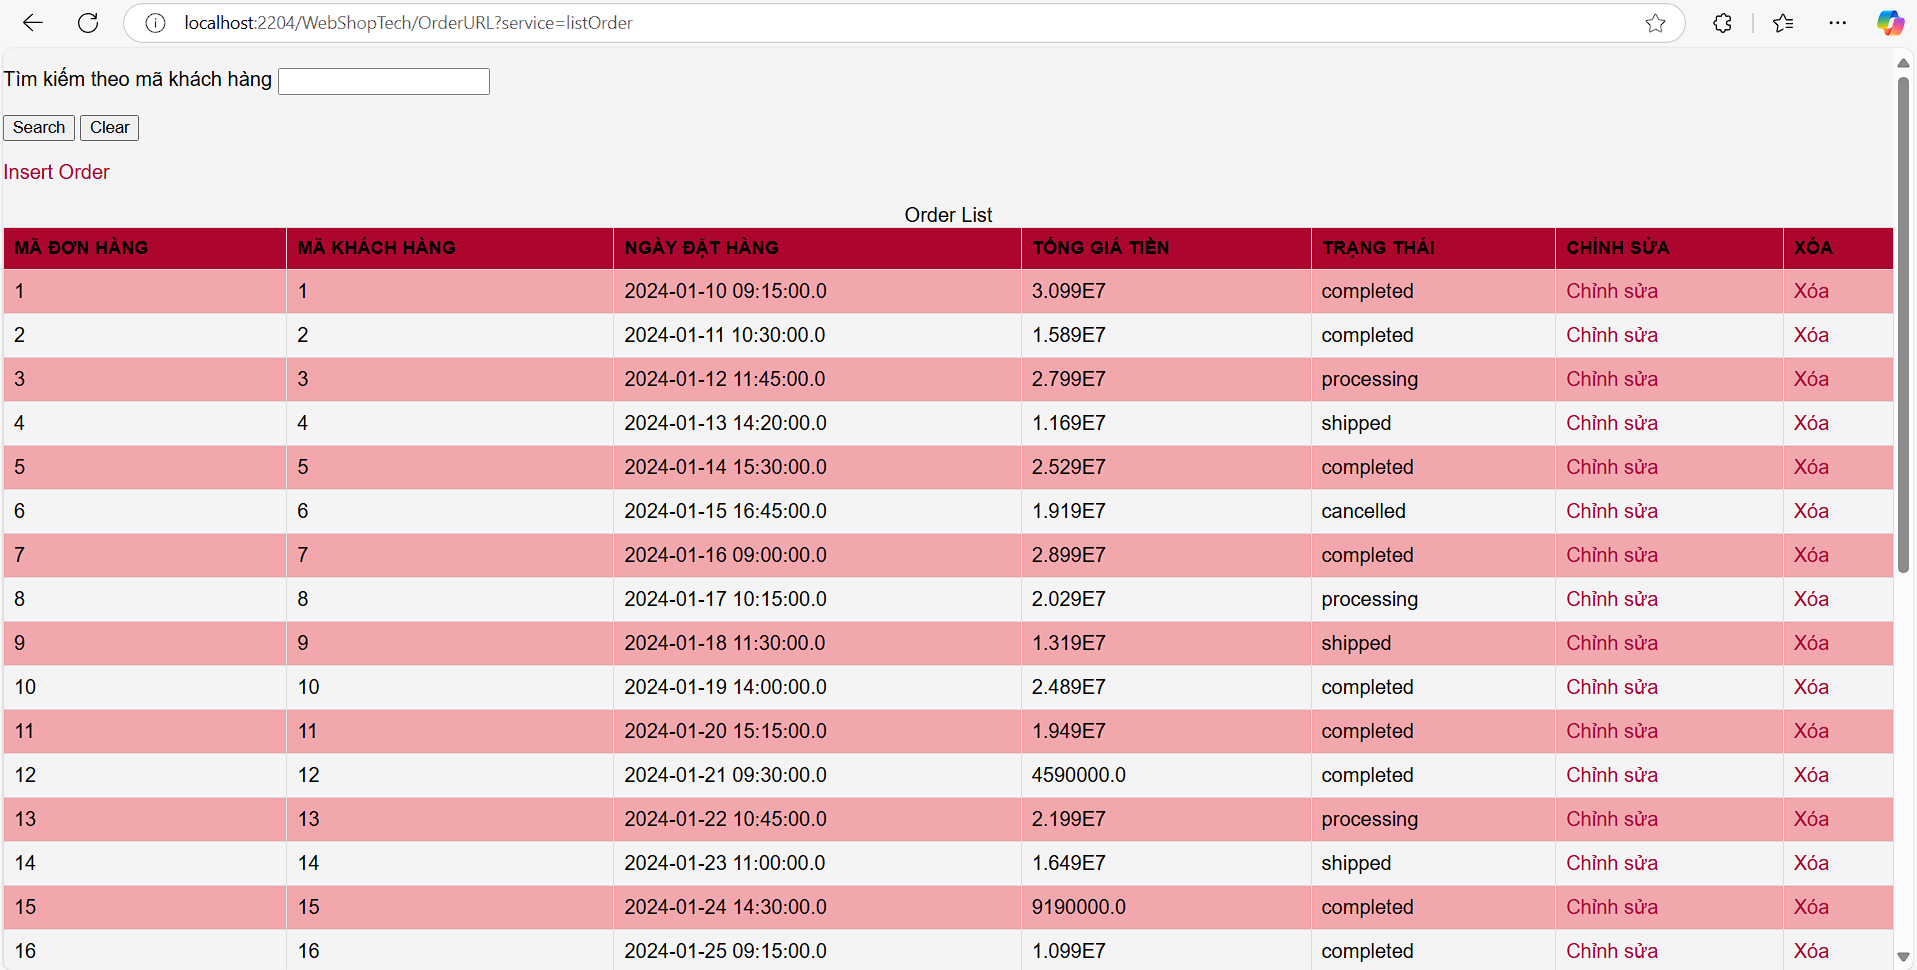 localhost:2204/WebShopTech/OrderURL?service=listOrder
Tìm kiếm theo mã khách hàng
Search Clear
Insert Order
Order List
MÃ ĐƠN HÀNG MÃ KHÁCH HÀNG NGÀY ĐẶT HÀNG TỔNG GIÁ TIỀN TRẠNG THÁI CHỈNH SỬA XÓA
1 1 2024-01-10 09:15:00.0 3.099E7 completed Chỉnh sửa Xóa
2 2 2024-01-11 10:30:00.0 1.589E7 completed Chỉnh sửa Xóa
3 3 2024-01-12 11:45:00.0 2.799E7 processing Chỉnh sửa Xóa
4 4 2024-01-13 14:20:00.0 1.169E7 shipped Chỉnh sửa Xóa
5 5 2024-01-14 15:30:00.0 2.529E7 completed Chỉnh sửa Xóa
6 6 2024-01-15 16:45:00.0 1.919E7 cancelled Chỉnh sửa Xóa
7 7 2024-01-16 09:00:00.0 2.899E7 completed Chỉnh sửa Xóa
8 8 2024-01-17 10:15:00.0 2.029E7 processing Chỉnh sửa Xóa
9 9 2024-01-18 11:30:00.0 1.319E7 shipped Chỉnh sửa Xóa
10 10 2024-01-19 14:00:00.0 2.489E7 completed Chỉnh sửa Xóa
11 11 2024-01-20 15:15:00.0 1.949E7 completed Chỉnh sửa Xóa
12 12 2024-01-21 09:30:00.0 4590000.0 completed Chỉnh sửa Xóa
13 13 2024-01-22 10:45:00.0 2.199E7 processing Chỉnh sửa Xóa
14 14 2024-01-23 11:00:00.0 1.649E7 shipped Chỉnh sửa Xóa
15 15 2024-01-24 14:30:00.0 9190000.0 completed Chỉnh sửa Xóa
16 16 2024-01-25 09:15:00.0 1.099E7 completed Chỉnh sửa Xóa